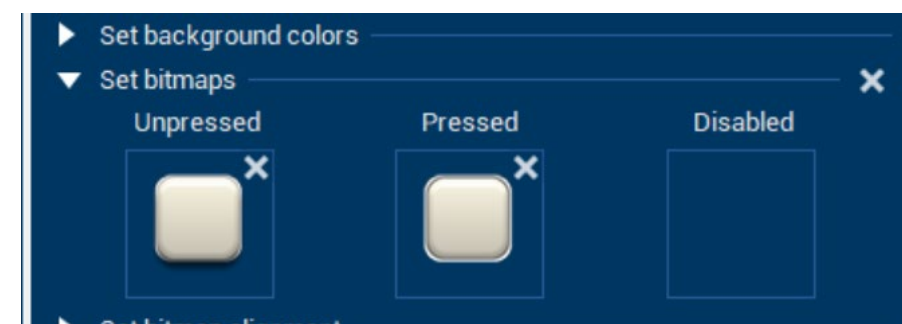 Set background colors
Set bitmaps
Unpressed Pressed Disabled